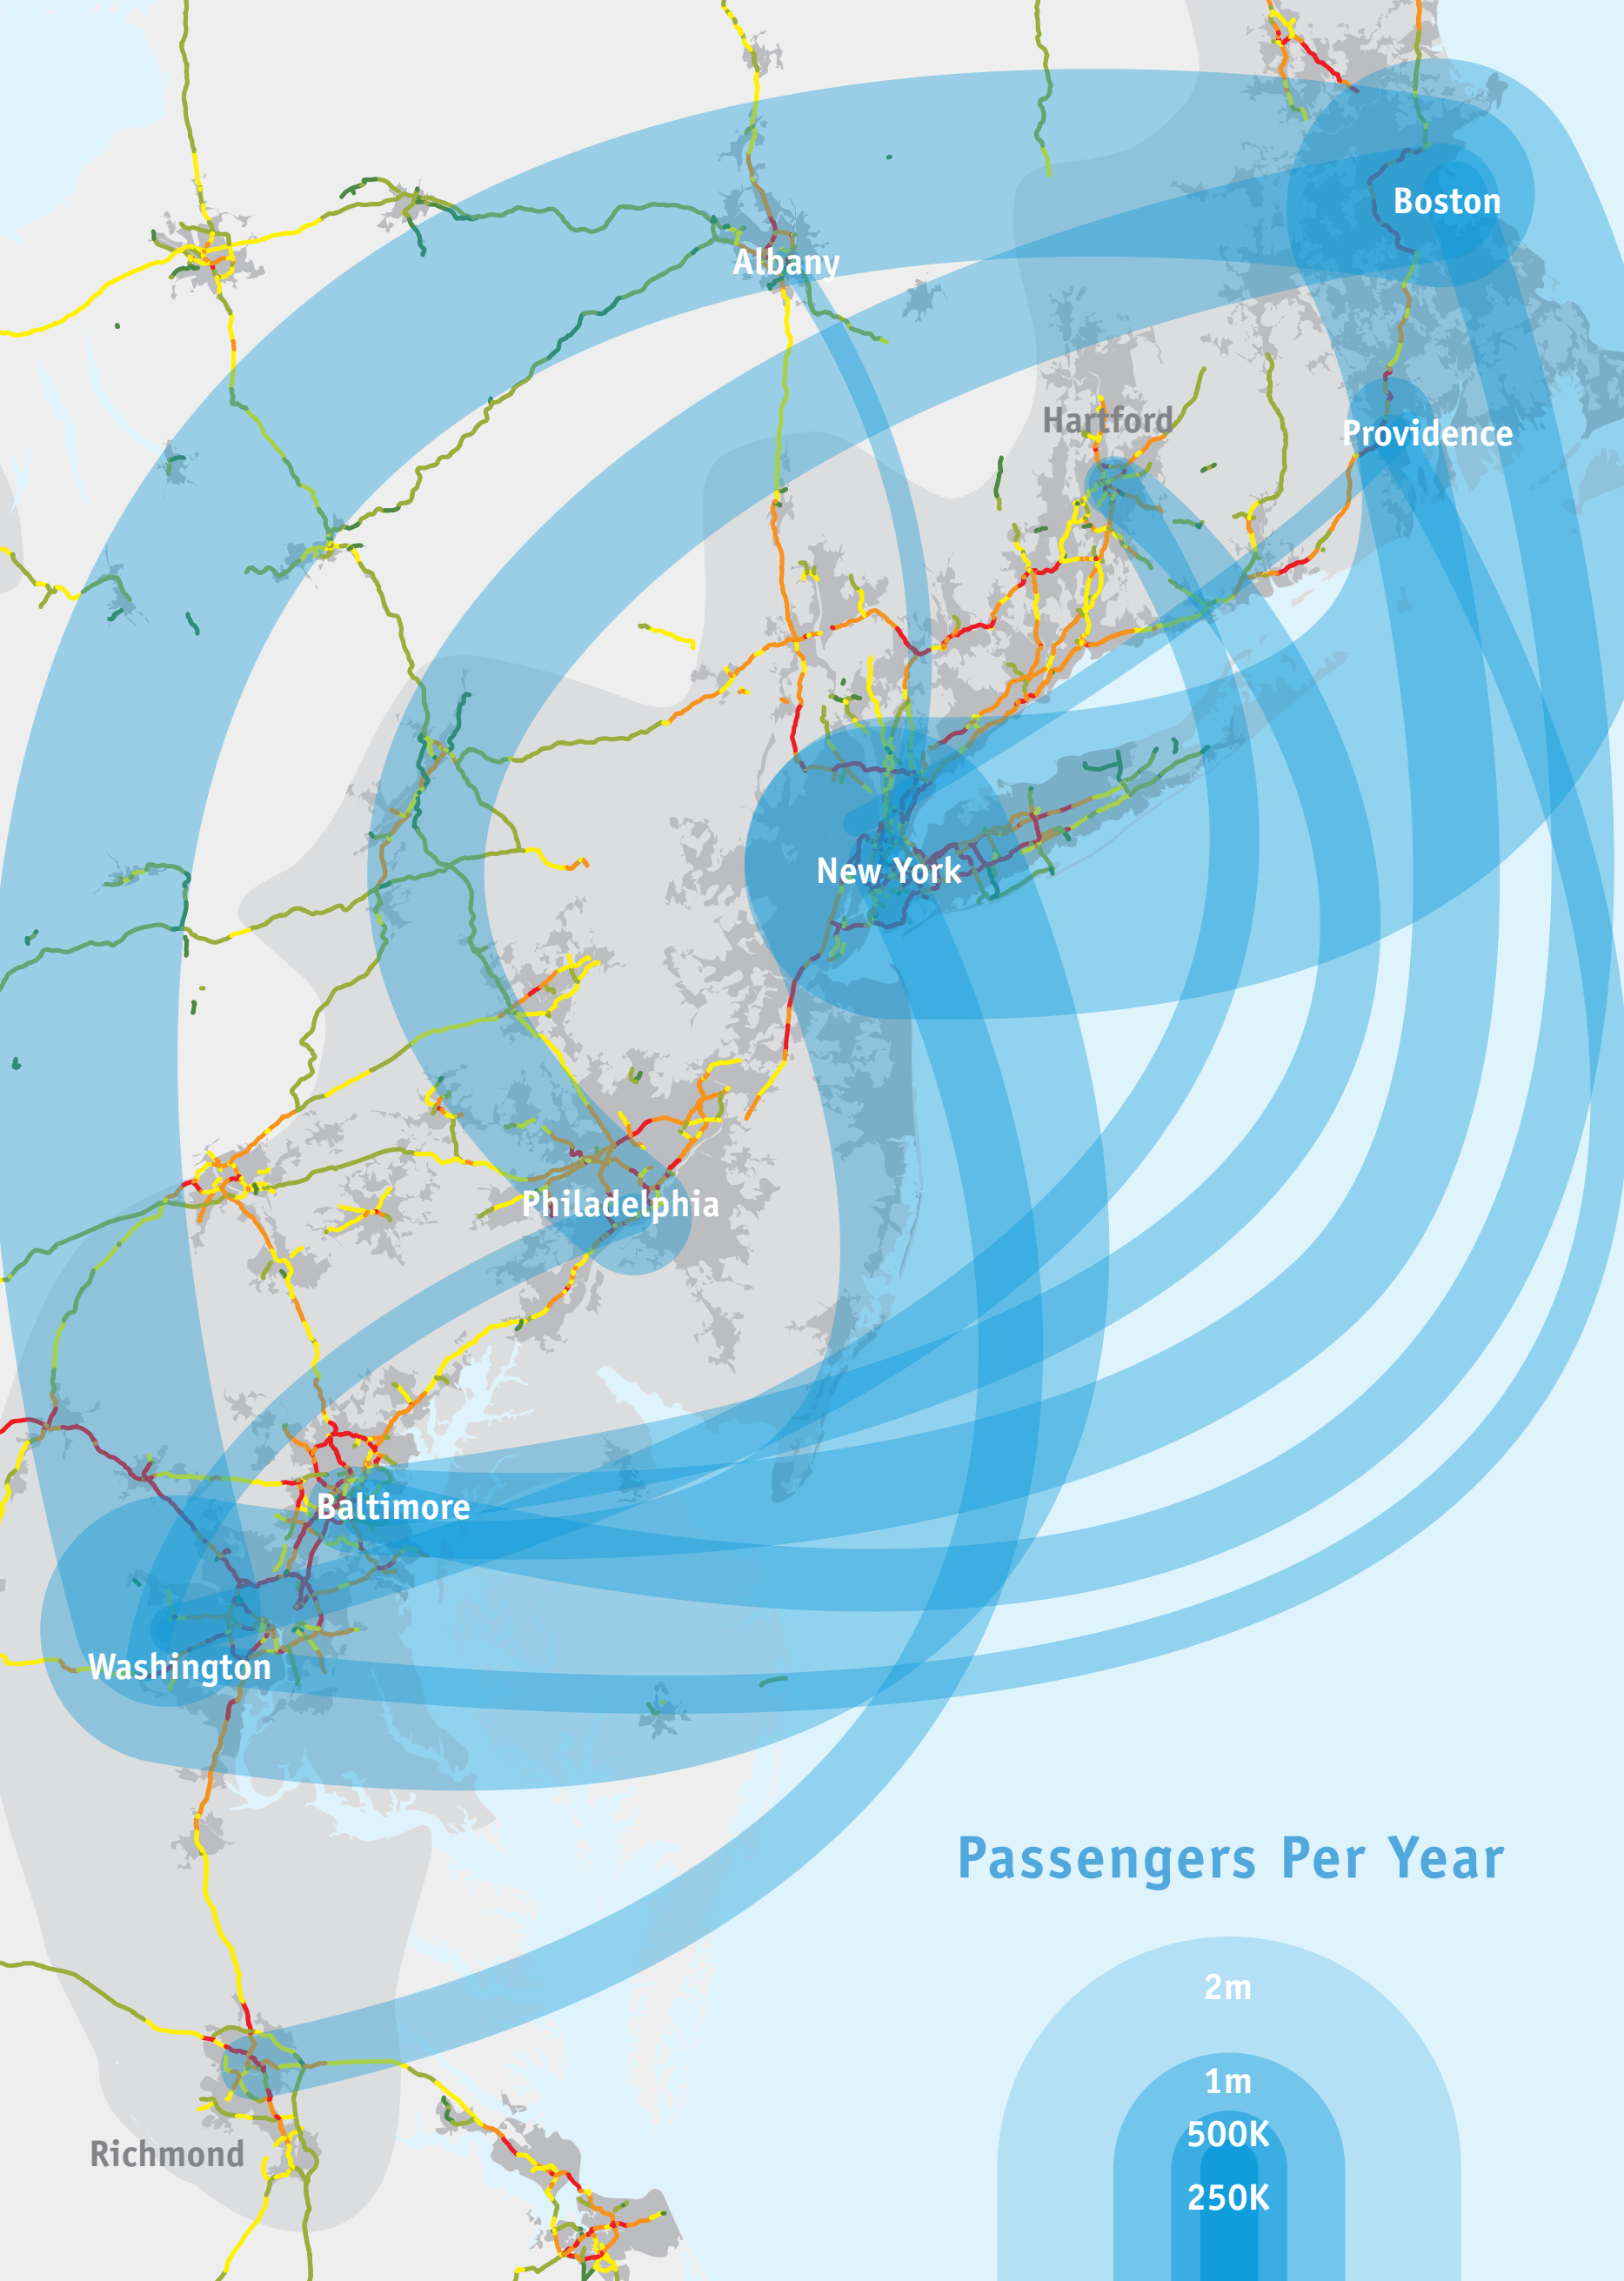 Boston
Albany
Hartford
Providence
New York
Philadelphia
Baltimore
Washington
Passengers Per Year
2m
1m
500K
250K
Richmond